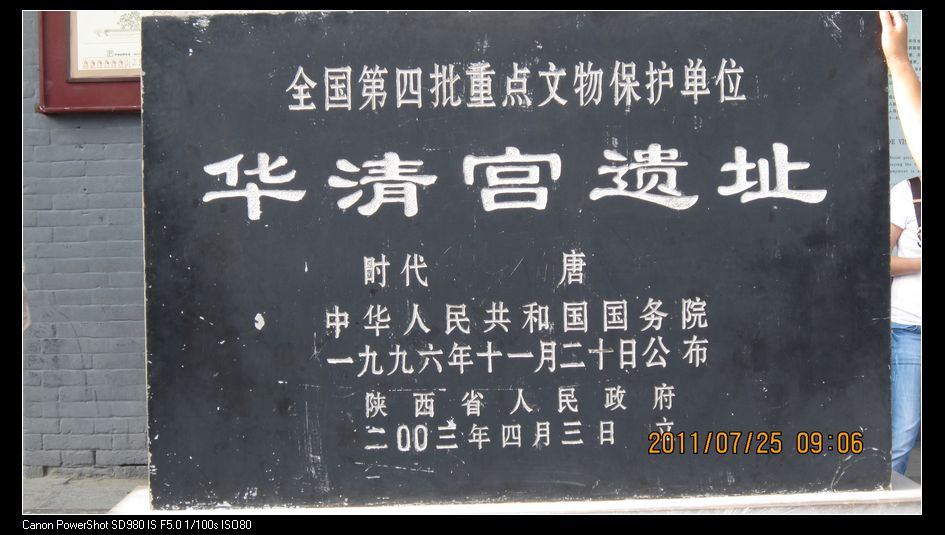 全国第四批重点文物保护单位
华清宫遗址
时代 唐
中华人民共和国国务院
一九九六年十一月二十日公布
陕西省人民政府
二00三年四月三日 立
2011/07/25 09:06
Canon PowerShot SD980 IS F5.0 1/100s ISO80